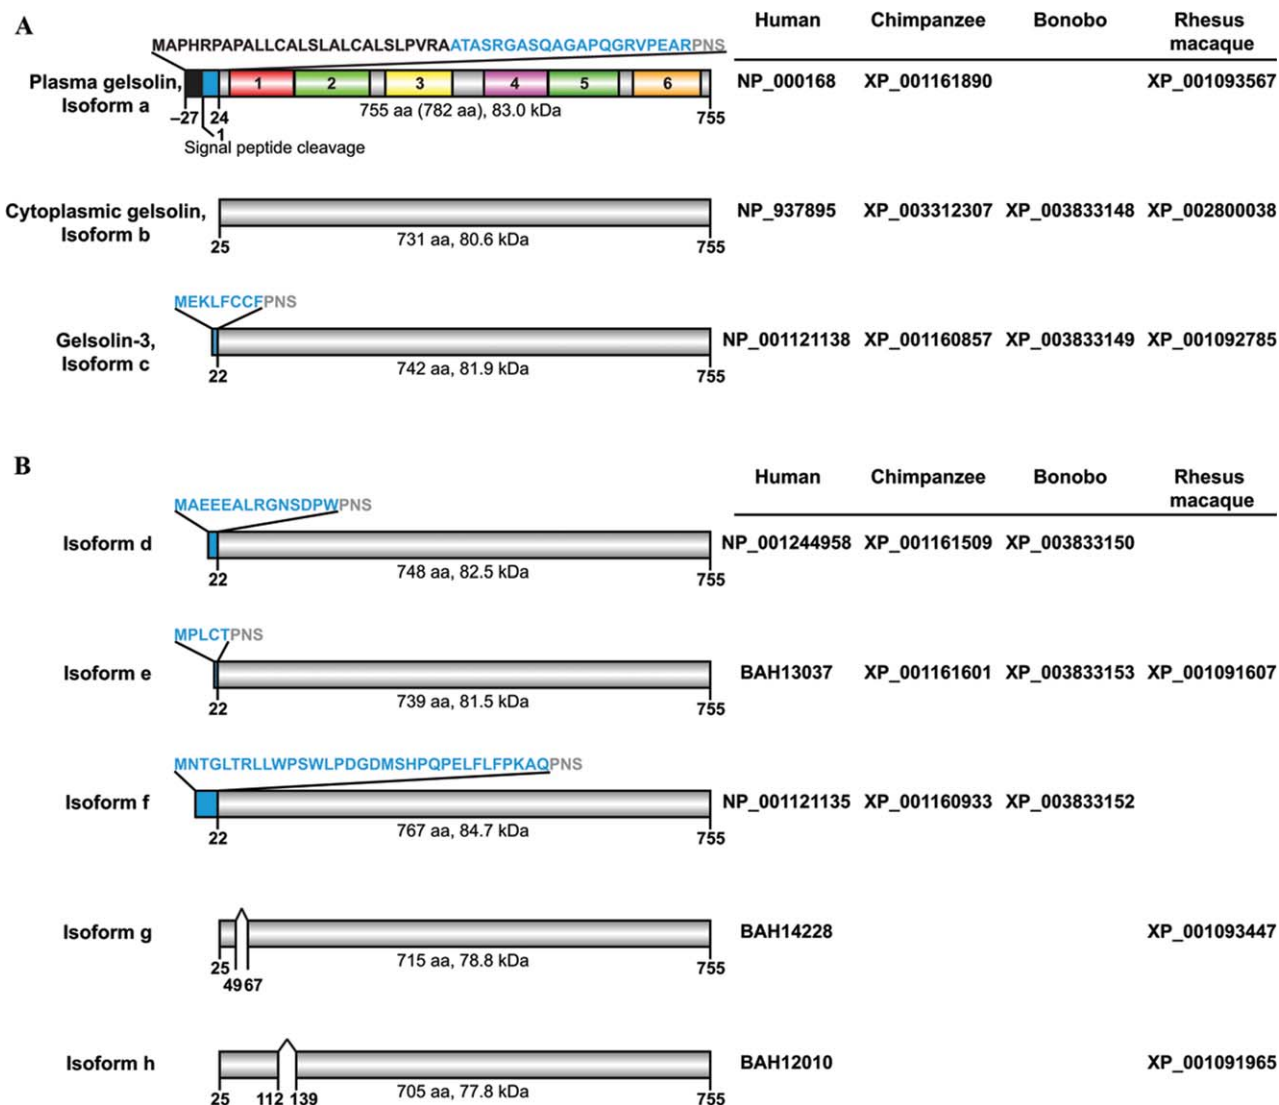 A
Human Chimpanzee Bonobo Rhesus macaque
MAPHRPAPALLCALSLALCALSLPVRAATASRGASQAGAPQGRVPEARPNS
Plasma gelsolin, Isoform a
1 2 3 4 5 6
NP_000168 XP_001161890 XP_001093567
755 aa (782 aa), 83.0 kDa
–27 24 755
1
Signal peptide cleavage
Cytoplasmic gelsolin, Isoform b
NP_937895 XP_003312307 XP_003833148 XP_002800038
731 aa, 80.6 kDa
25 755
MEKLFCCFPNS
Gelsolin-3, Isoform c
NP_001121138 XP_001160857 XP_003833149 XP_001092785
742 aa, 81.9 kDa
22 755
B
Human Chimpanzee Bonobo Rhesus macaque
MAEEEALRGNSDPWPNS
Isoform d
NP_001244958 XP_001161509 XP_003833150
748 aa, 82.5 kDa
22 755
MPLCTPNS
Isoform e
BAH13037 XP_001161601 XP_003833153 XP_001091607
739 aa, 81.5 kDa
22 755
MNTGLTRLLWPSWLPDGDMSHPQPELFLFPKAQPNS
Isoform f
NP_001121135 XP_001160933 XP_003833152
767 aa, 84.7 kDa
22 755
Isoform g
BAH14228 XP_001093447
715 aa, 78.8 kDa
25 755
49 67
Isoform h
BAH12010 XP_001091965
705 aa, 77.8 kDa
25 112 139 755